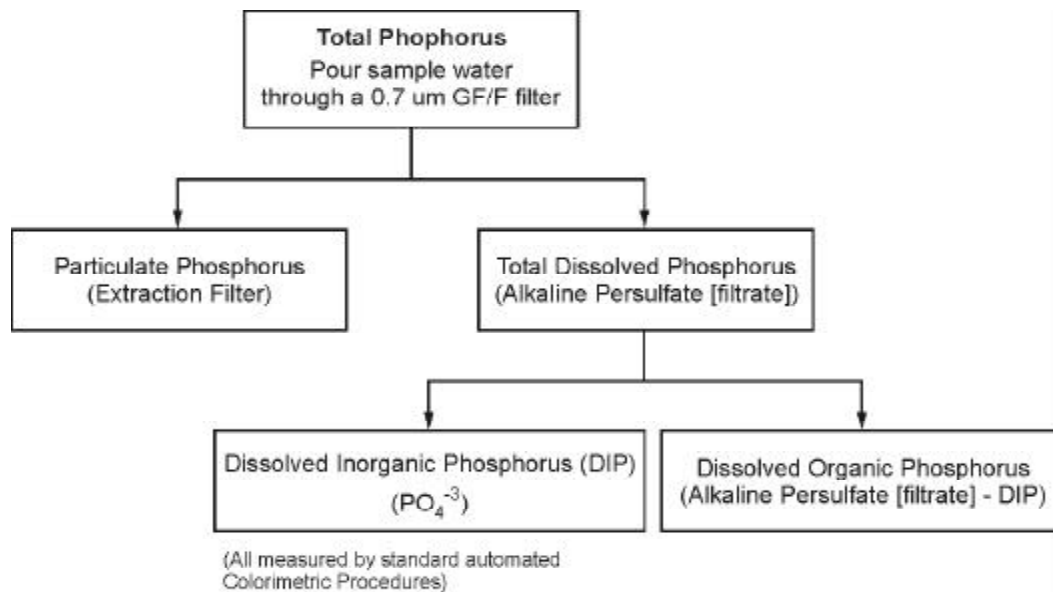 Total Phophorus
Pour sample water
through a 0.7 um GF/F filter
Particulate Phosphorus
(Extraction Filter)
Total Dissolved Phosphorus
(Alkaline Persulfate [filtrate])
Dissolved Inorganic Phosphorus (DIP)
(PO₄⁻³)
Dissolved Organic Phosphorus
(Alkaline Persulfate [filtrate] - DIP)
(All measured by standard automated
Colorimetric Procedures)